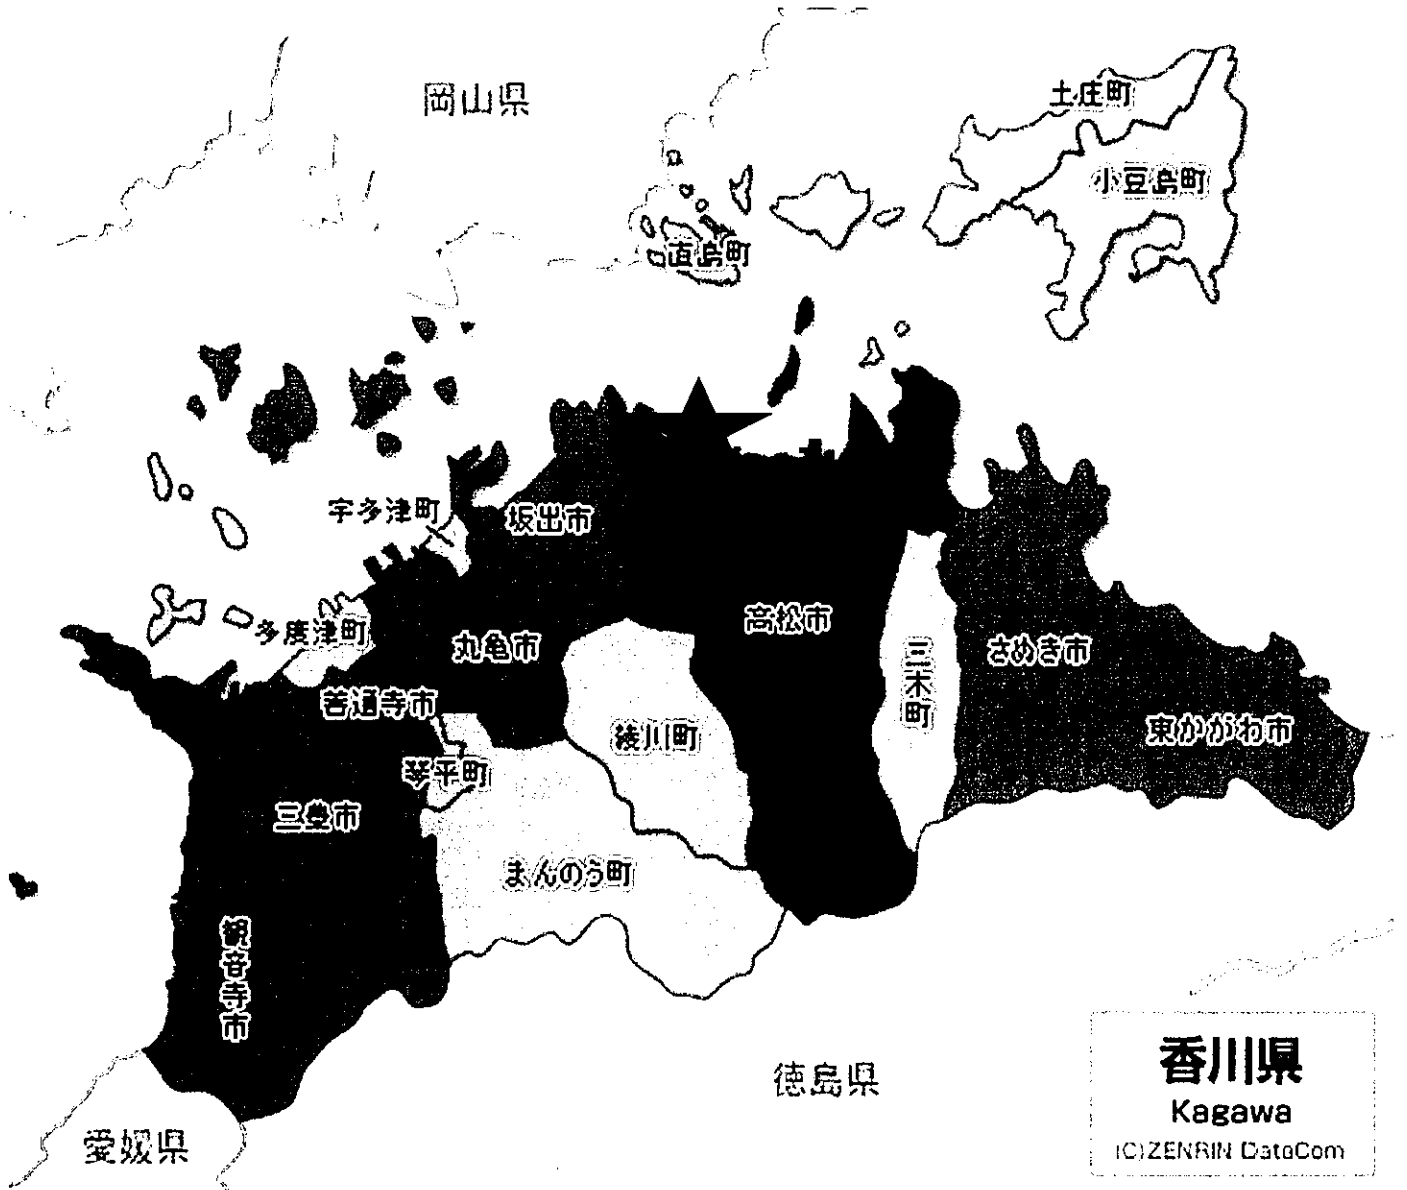 岡山県
土庄町
小豆島町
直島町
宇多津町
坂出市
多度津町
丸亀市
高松市
三木町
さぬき市
善通寺市
綾川町
東かがわ市
琴平町
三豊市
まんのう町
観音寺市
徳島県
愛媛県
香川県
Kagawa
(C)ZENRIN DataCom